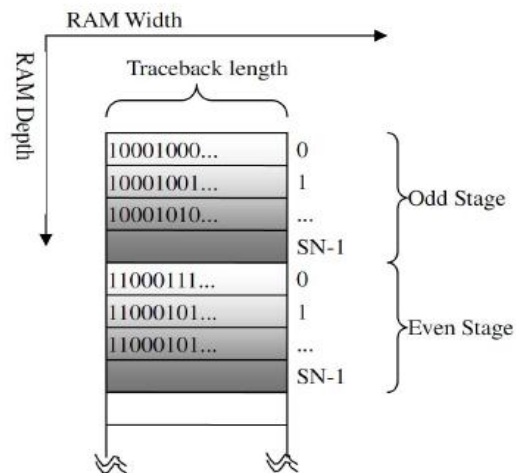 RAM Width
RAM Depth
Traceback length
10001000... 0
10001001... 1
10001010... ...
SN-1
Odd Stage
11000111... 0
11000101... 1
11000101... ...
SN-1
Even Stage